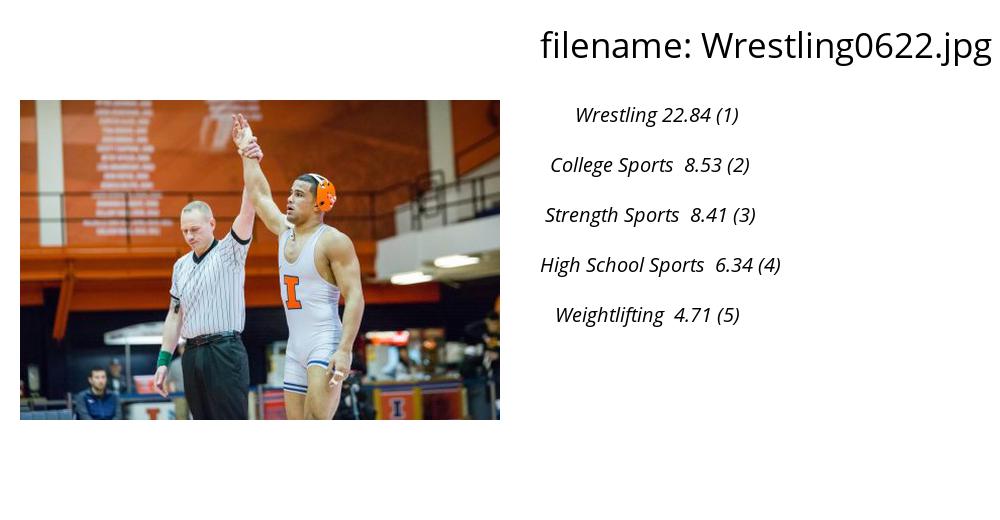 filename: Wrestling0622.jpg
Wrestling 22.84 (1)
College Sports 8.53 (2)
Strength Sports 8.41 (3)
High School Sports 6.34 (4)
Weightlifting 4.71 (5)
I
I
I